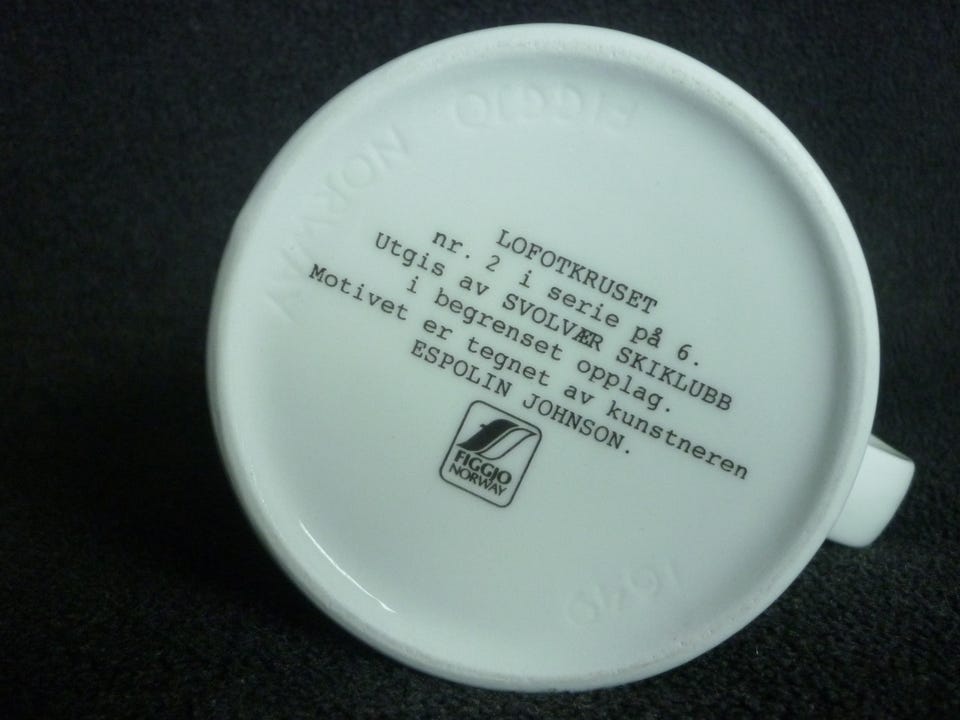 LOFOTKRUSET
nr. 2 i serie på 6.
Utgis av SVOLVÆR SKIKLUBB
i begrenset opplag.
Motivet er tegnet av kunstneren
ESPOLIN JOHNSON.
FIGGJO
NORWAY
FIGGJO
NORWAY